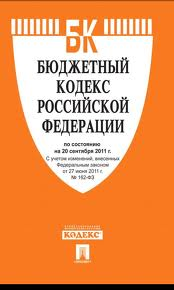 БК
БЮДЖЕТНЫЙ
КОДЕКС
РОССИЙСКОЙ
ФЕДЕРАЦИИ
по состоянию
на 20 сентября 2011 г.
С учетом изменений, внесенных
Федеральным законом
от 27 июня 2011 г.
№ 162-ФЗ
КОДЕКС